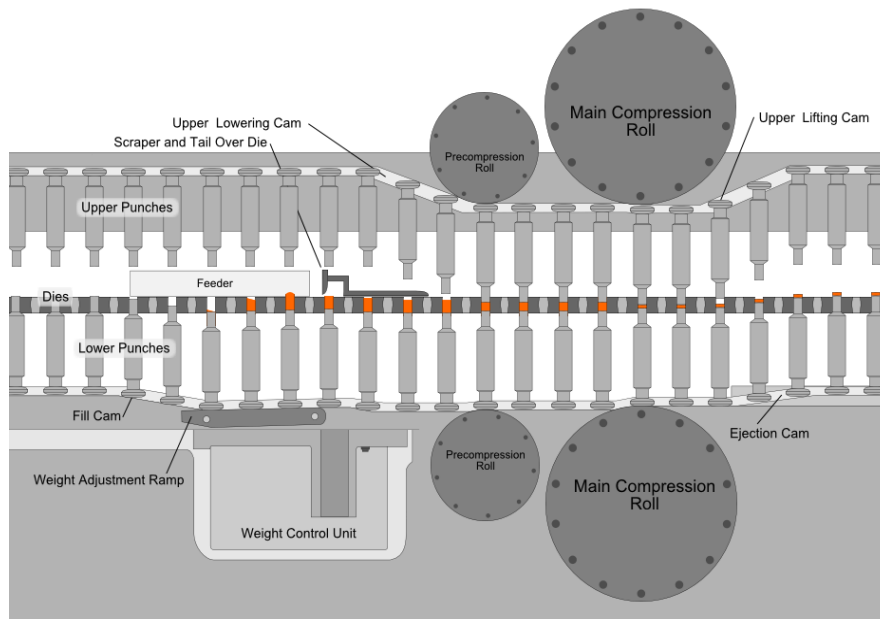 Main Compression
Roll
Upper Lowering Cam
Scraper and Tail Over Die
Upper Lifting Cam
Precompression
Roll
Upper Punches
Feeder
Dies
Lower Punches
Fill Cam
Ejection Cam
Weight Adjustment Ramp
Precompression
Roll
Main Compression
Roll
Weight Control Unit